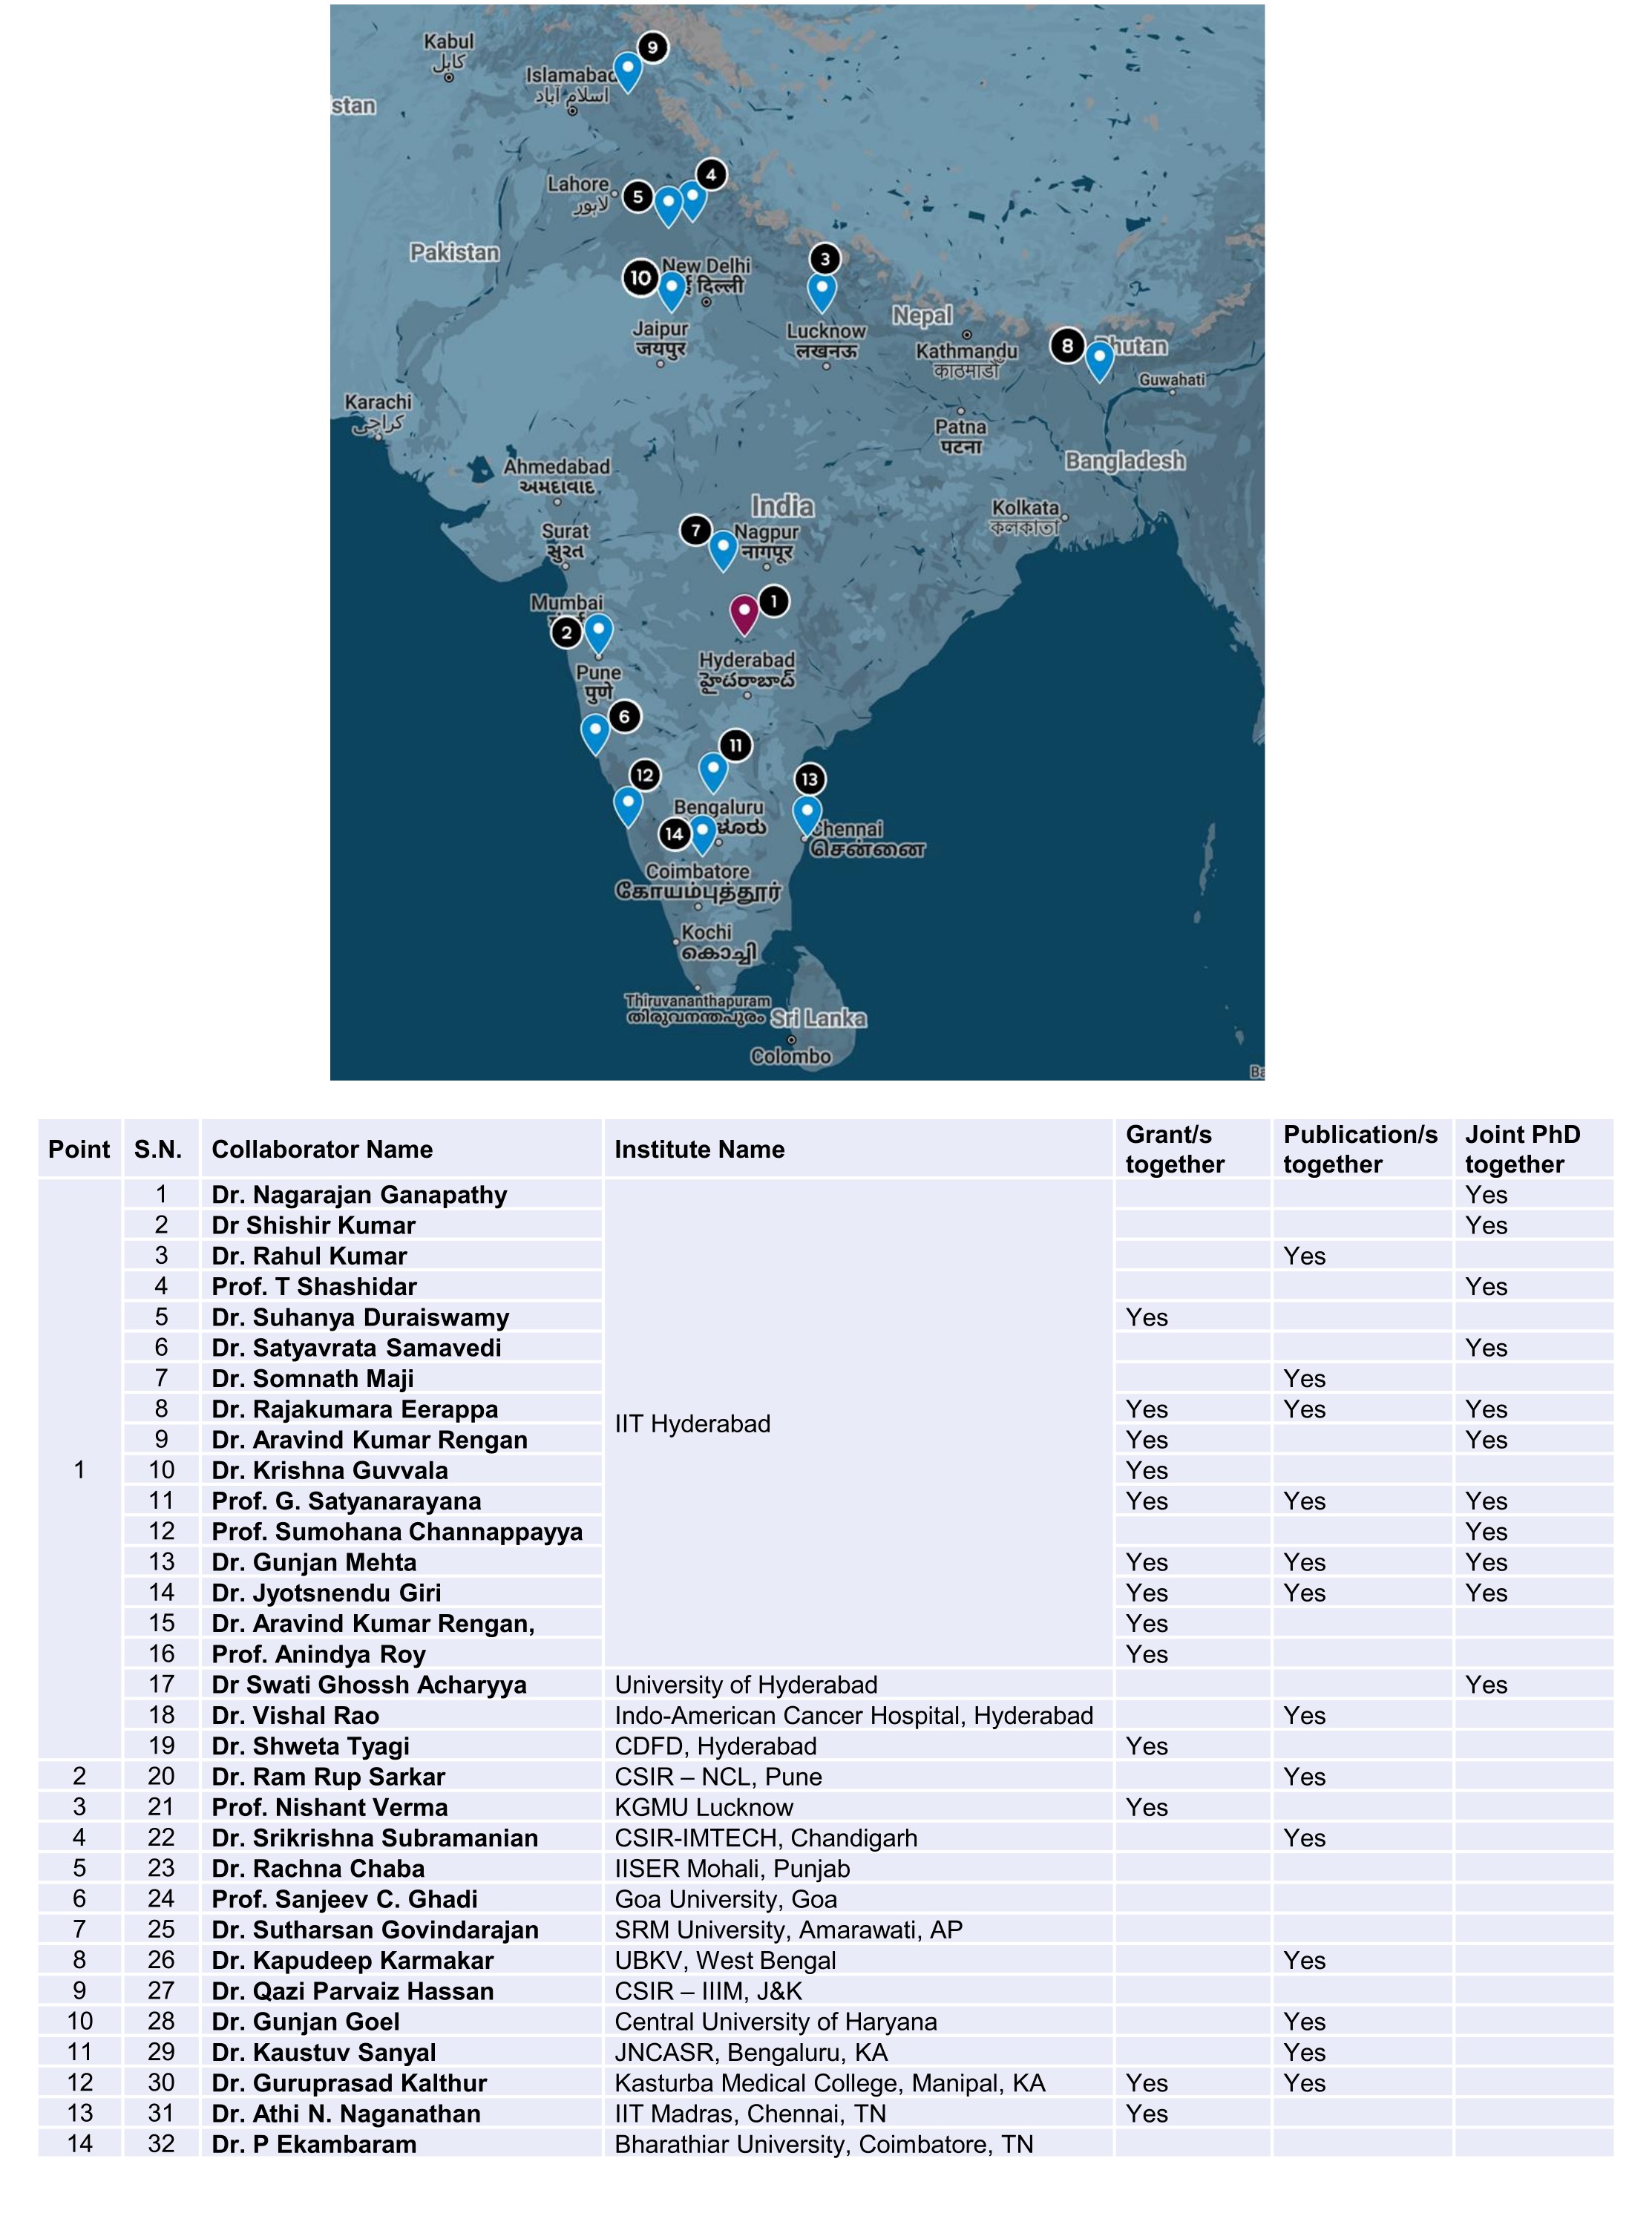 Kabul
کابل
9
Islamabad
اسلام آباد
stan
4
Lahore
لاہور
5
Pakistan
3
New Delhi
दिल्ली
10
Nepal
Jaipur
जयपुर
Lucknow
लखनऊ
8
Kathmandu
काठमाडौँ
Guwahati
Karachi
کراچی
Patna
पटना
Bangladesh
Ahmedabad
અમદાવાદ
India
Kolkata
কলকাতা
7
Nagpur
नागपूर
Surat
સુરત
1
Mumbai
2
Hyderabad
హైదరాబాద్
Pune
पुणे
6
11
12
13
Bengaluru
14
Chennai
சென்னை
Coimbatore
கோயம்புத்தூர்
Kochi
കൊച്ചി
Thiruvananthapuram
തിരുവനന്തപുരം
Sri Lanka
Colombo
Point S.N. Collaborator Name Institute Name Grant/s together Publication/s together Joint PhD together
1 Dr. Nagarajan Ganapathy Yes
2 Dr Shishir Kumar Yes
3 Dr. Rahul Kumar Yes
4 Prof. T Shashidar Yes
5 Dr. Suhanya Duraiswamy Yes
6 Dr. Satyavrata Samavedi Yes
7 Dr. Somnath Maji Yes
8 Dr. Rajakumara Eerappa IIT Hyderabad Yes Yes Yes
9 Dr. Aravind Kumar Rengan Yes Yes
1 10 Dr. Krishna Guvvala Yes
11 Prof. G. Satyanarayana Yes Yes Yes
12 Prof. Sumohana Channappayya Yes
13 Dr. Gunjan Mehta Yes Yes Yes
14 Dr. Jyotsnendu Giri Yes Yes Yes
15 Dr. Aravind Kumar Rengan, Yes
16 Prof. Anindya Roy Yes
17 Dr Swati Ghossh Acharyya University of Hyderabad Yes
18 Dr. Vishal Rao Indo-American Cancer Hospital, Hyderabad Yes
19 Dr. Shweta Tyagi CDFD, Hyderabad Yes
2 20 Dr. Ram Rup Sarkar CSIR – NCL, Pune Yes
3 21 Prof. Nishant Verma KGMU Lucknow Yes
4 22 Dr. Srikrishna Subramanian CSIR-IMTECH, Chandigarh Yes
5 23 Dr. Rachna Chaba IISER Mohali, Punjab
6 24 Prof. Sanjeev C. Ghadi Goa University, Goa
7 25 Dr. Sutharsan Govindarajan SRM University, Amarawati, AP
8 26 Dr. Kapudeep Karmakar UBKV, West Bengal Yes
9 27 Dr. Qazi Parvaiz Hassan CSIR – IIIM, J&K
10 28 Dr. Gunjan Goel Central University of Haryana Yes
11 29 Dr. Kaustuv Sanyal JNCASR, Bengaluru, KA Yes
12 30 Dr. Guruprasad Kalthur Kasturba Medical College, Manipal, KA Yes Yes
13 31 Dr. Athi N. Naganathan IIT Madras, Chennai, TN Yes
14 32 Dr. P Ekambaram Bharathiar University, Coimbatore, TN